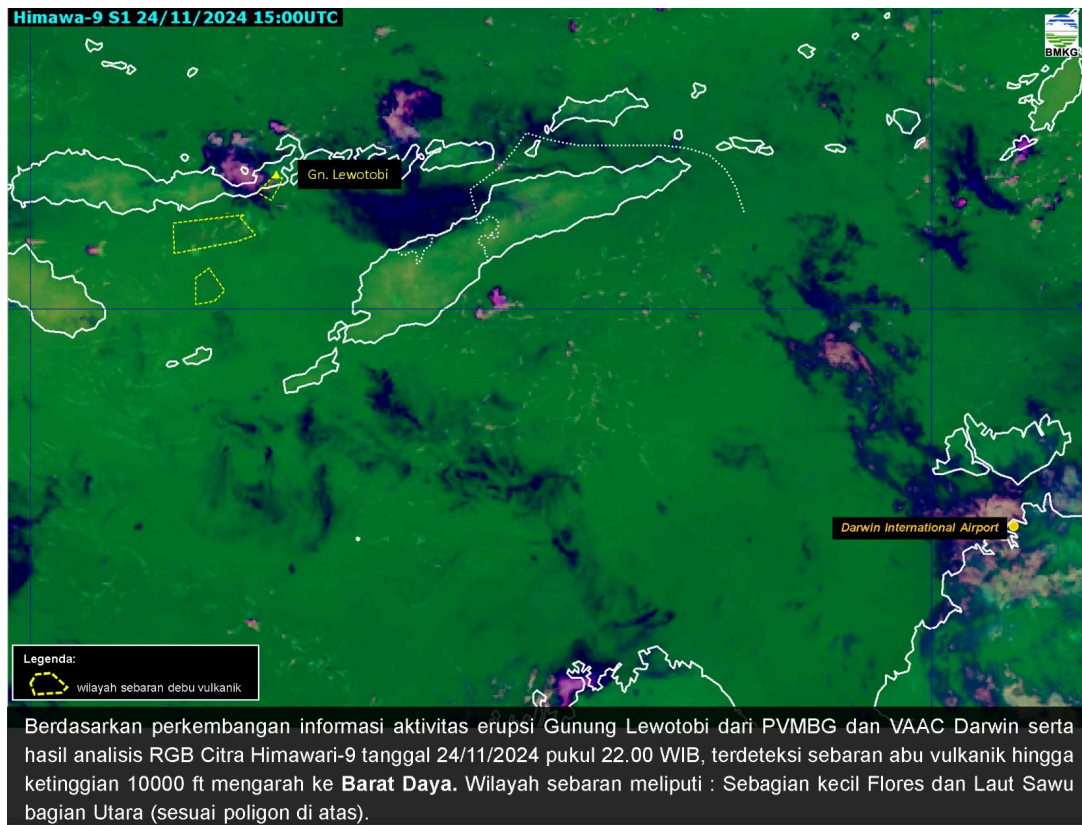 Himawa-9 S1 24/11/2024 15:00UTC
BMKG
Gn. Lewotobi
Darwin International Airport
Legenda:
wilayah sebaran debu vulkanik
Berdasarkan perkembangan informasi aktivitas erupsi Gunung Lewotobi dari PVMBG dan VAAC Darwin serta
hasil analisis RGB Citra Himawari-9 tanggal 24/11/2024 pukul 22.00 WIB, terdeteksi sebaran abu vulkanik hingga
ketinggian 10000 ft mengarah ke Barat Daya. Wilayah sebaran meliputi : Sebagian kecil Flores dan Laut Sawu
bagian Utara (sesuai poligon di atas).